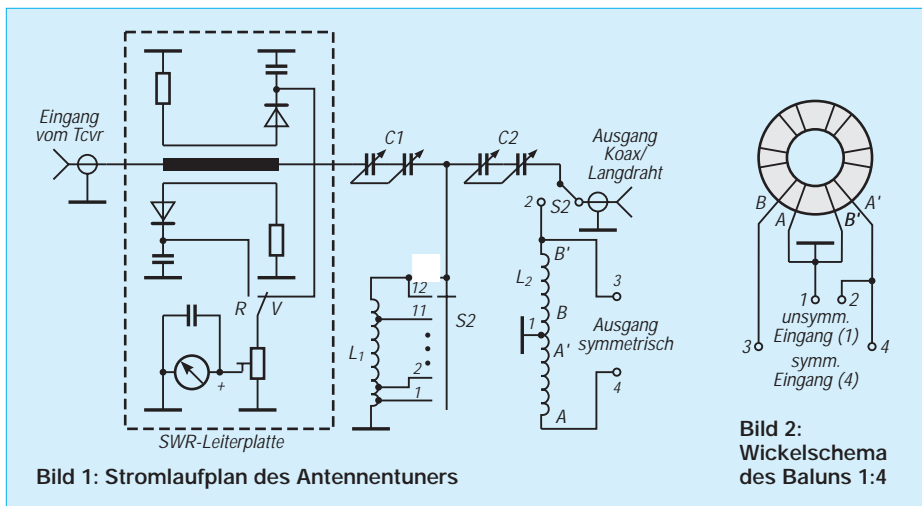 Eingang
vom Tcvr
C1
C2
Ausgang
Koax/
Langdraht
2
S2
B'
L2
3
B
1
Ausgang
symmetrisch
A'
4
A
R
V
+
12
11
S2
L1
2
1
SWR-Leiterplatte
Bild 1: Stromlaufplan des Antennentuners
B
A
B'
A'
1
2
unsymm.
Eingang (1)
3
symm.
4
Eingang (4)
Bild 2:
Wickelschema
des Baluns 1:4